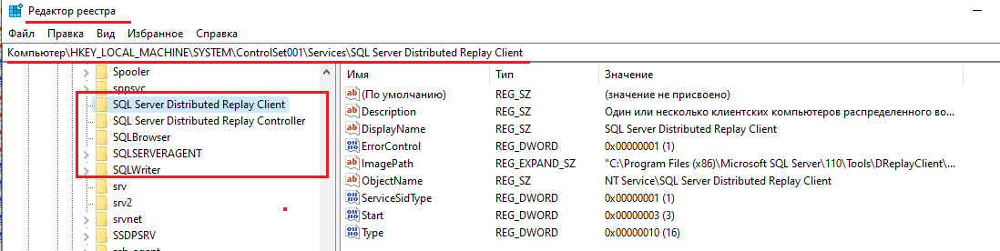 Редактор реестра
Файл Правка Вид Избранное Справка
Компьютер\HKEY_LOCAL_MACHINE\SYSTEM\ControlSet001\Services\SQL Server Distributed Replay Client
Spooler
sppsvc
SQL Server Distributed Replay Client
SQL Server Distributed Replay Controller
SQLBrowser
SQLSERVERAGENT
SQLWriter
srv
srv2
srvnet
SSDPSRV
ssh-agent
Имя Тип Значение
(По умолчанию) REG_SZ (значение не присвоено)
Description REG_SZ Один или несколько клиентских компьютеров распределенного во...
DisplayName REG_SZ SQL Server Distributed Replay Client
ErrorControl REG_DWORD 0x00000001 (1)
ImagePath REG_EXPAND_SZ "C:\Program Files (x86)\Microsoft SQL Server\110\Tools\DReplayClient\...
ObjectName REG_SZ NT Service\SQL Server Distributed Replay Client
ServiceSidType REG_DWORD 0x00000001 (1)
Start REG_DWORD 0x00000003 (3)
Type REG_DWORD 0x00000010 (16)